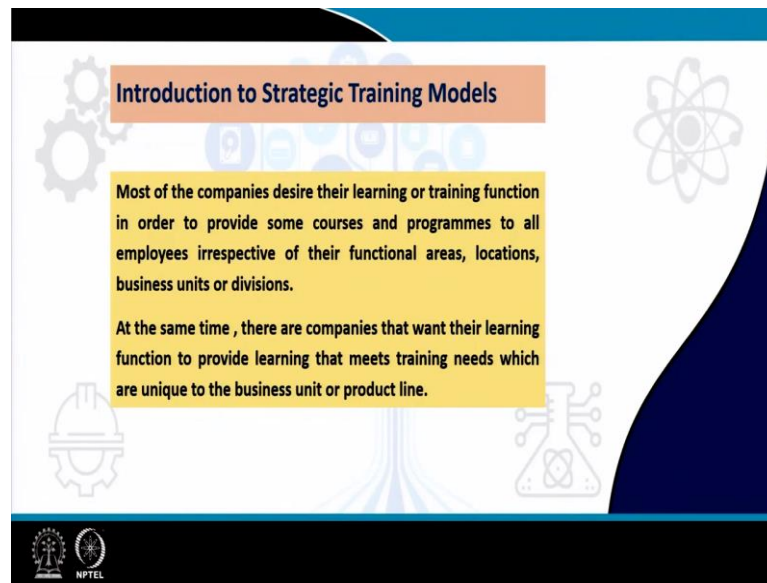 Introduction to Strategic Training Models
Most of the companies desire their learning or training function
in order to provide some courses and programmes to all
employees irrespective of their functional areas, locations,
business units or divisions.
At the same time , there are companies that want their learning
function to provide learning that meets training needs which
are unique to the business unit or product line.
NPTEL